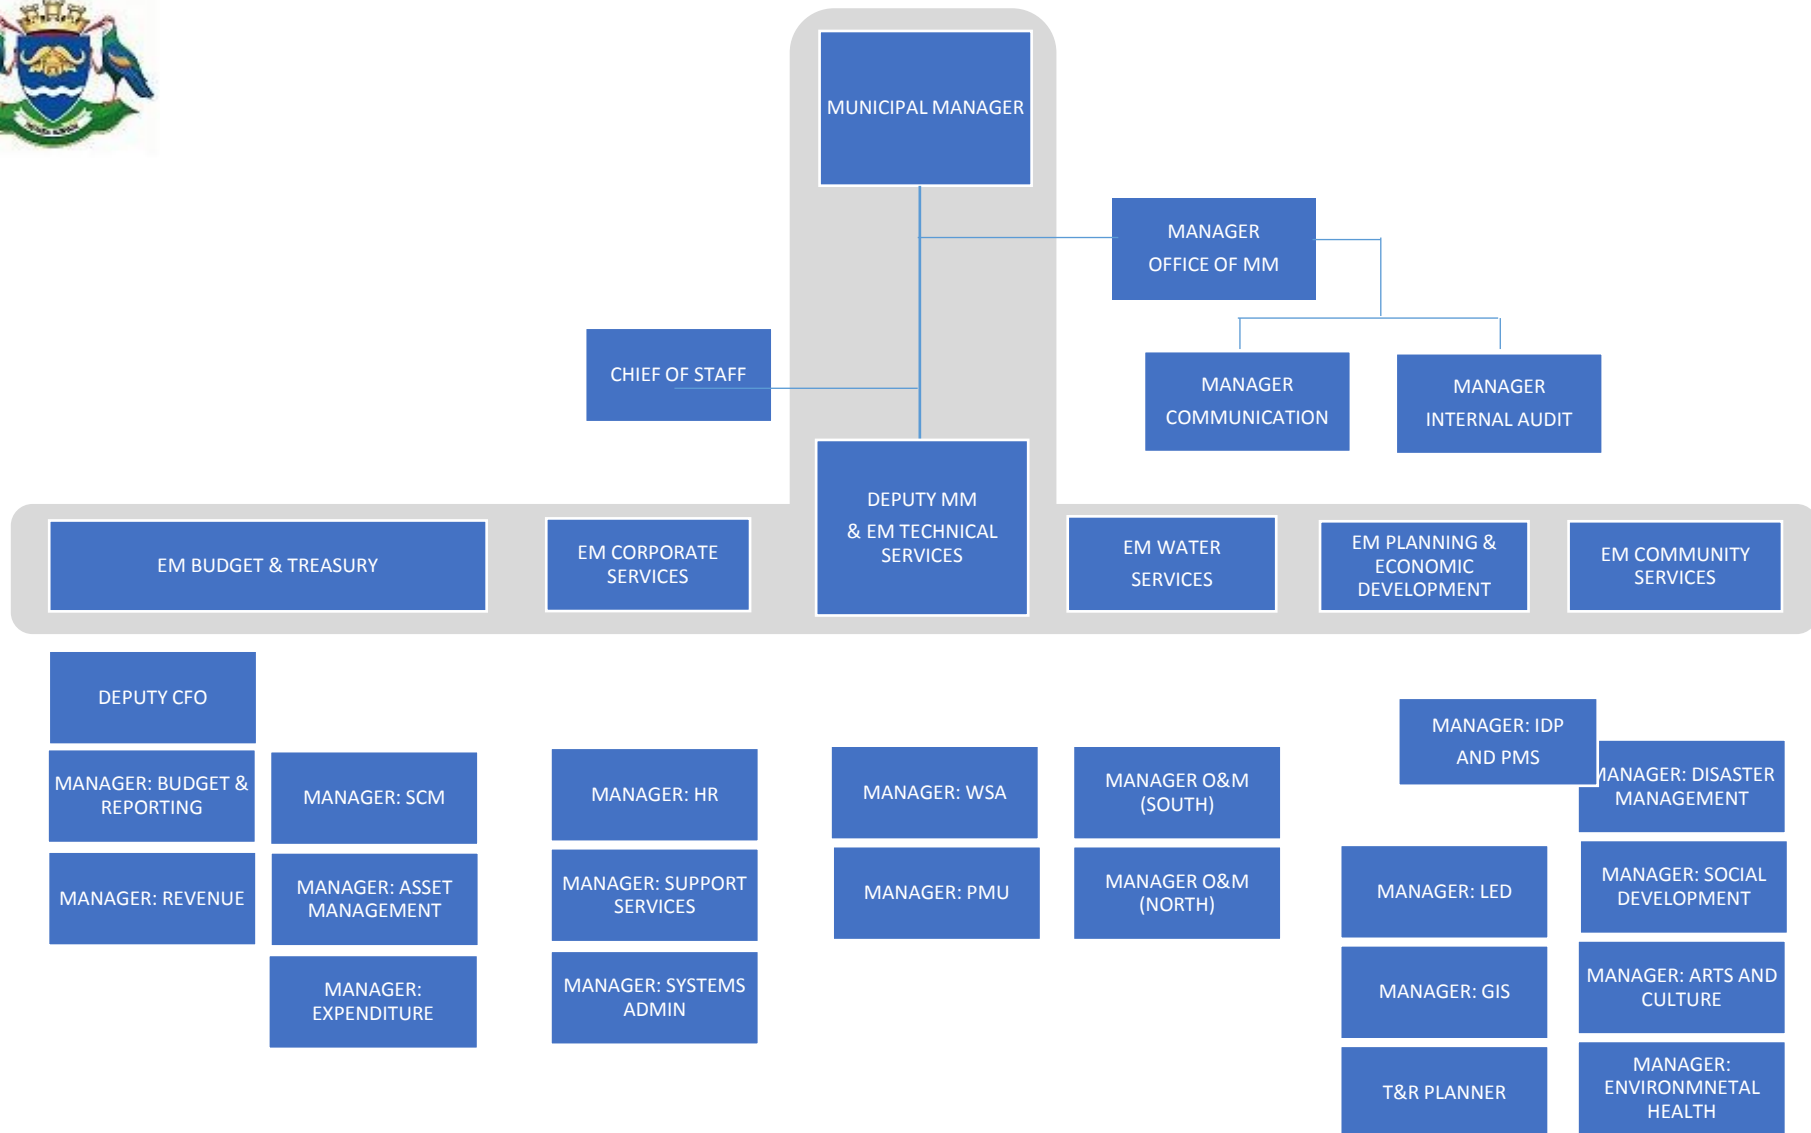 MUNICIPAL MANAGER
MANAGER
OFFICE OF MM
CHIEF OF STAFF
MANAGER
COMMUNICATION
MANAGER
INTERNAL AUDIT
DEPUTY MM
& EM TECHNICAL
SERVICES
EM BUDGET & TREASURY
EM CORPORATE
SERVICES
EM WATER
SERVICES
EM PLANNING &
ECONOMIC
DEVELOPMENT
EM COMMUNITY
SERVICES
DEPUTY CFO
MANAGER: BUDGET &
REPORTING
MANAGER: REVENUE
MANAGER: SCM
MANAGER: ASSET
MANAGEMENT
MANAGER:
EXPENDITURE
MANAGER: HR
MANAGER: SUPPORT
SERVICES
MANAGER: SYSTEMS
ADMIN
MANAGER: WSA
MANAGER: PMU
MANAGER O&M
(SOUTH)
MANAGER O&M
(NORTH)
MANAGER: IDP
AND PMS
MANAGER: LED
MANAGER: GIS
T&R PLANNER
MANAGER: DISASTER
MANAGEMENT
MANAGER: SOCIAL
DEVELOPMENT
MANAGER: ARTS AND
CULTURE
MANAGER:
ENVIRONMNETAL
HEALTH